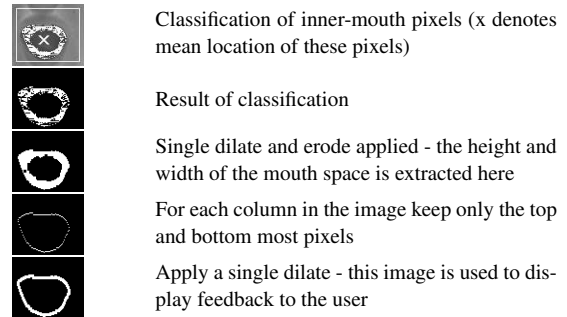 Classification of inner-mouth pixels (x denotes
mean location of these pixels)
Result of classification
Single dilate and erode applied - the height and
width of the mouth space is extracted here
For each column in the image keep only the top
and bottom most pixels
Apply a single dilate - this image is used to dis-
play feedback to the user